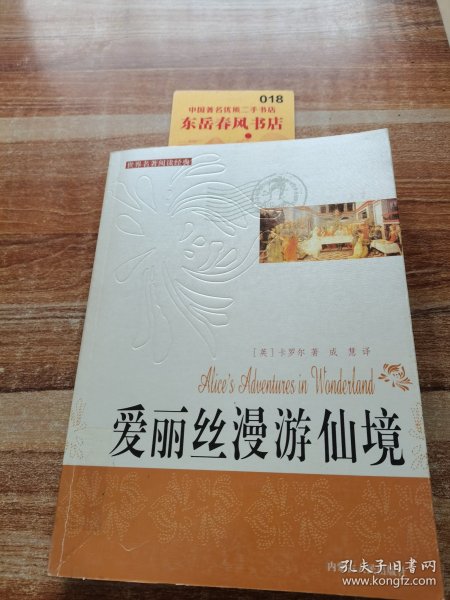 018
中国著名优质二手书店
东岳春风书店
世界名著阅读经典
[英]卡罗尔 著 成 慧 译
Alice's Adventures in Wonderland
爱丽丝漫游仙境
孔夫子旧书网
www.kongfz.com